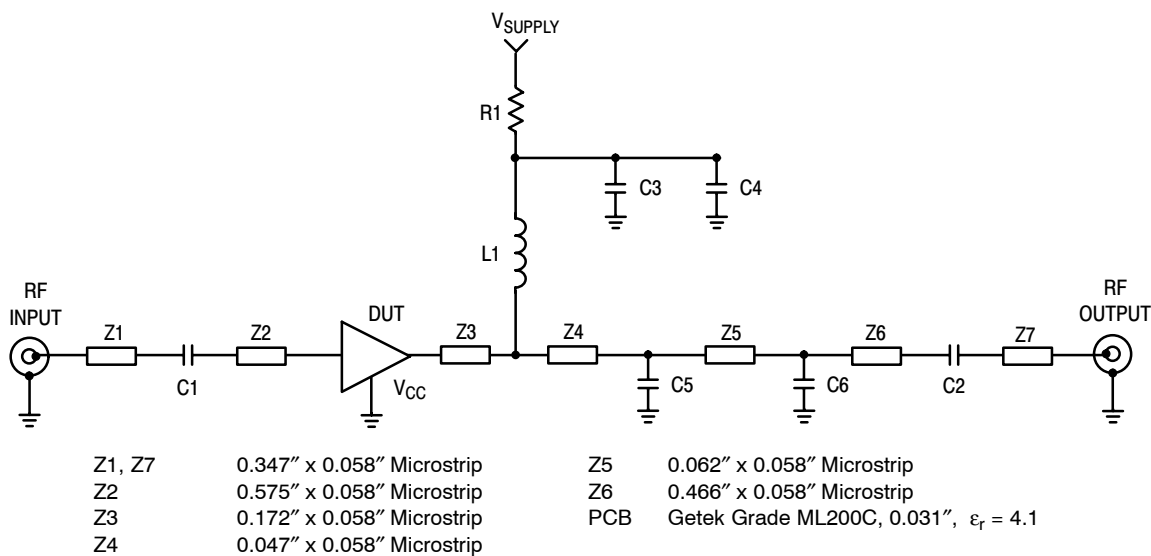 VSUPPLY
R1
C3
C4
L1
RF
INPUT
Z1
C1
Z2
DUT
VCC
Z3
Z4
C5
Z5
C6
Z6
C2
Z7
RF
OUTPUT
Z1, Z7 0.347″ x 0.058″ Microstrip
Z2 0.575″ x 0.058″ Microstrip
Z3 0.172″ x 0.058″ Microstrip
Z4 0.047″ x 0.058″ Microstrip
Z5 0.062″ x 0.058″ Microstrip
Z6 0.466″ x 0.058″ Microstrip
PCB Getek Grade ML200C, 0.031″, εr = 4.1